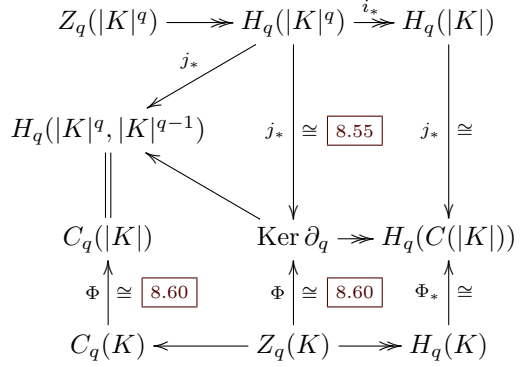 Z_q(|K|^q) H_q(|K|^q) i_* H_q(|K|)
j_*
H_q(|K|^q, |K|^{q−1}) j_* ≅ 8.55 j_* ≅
C_q(|K|) Ker ∂_q H_q(C(|K|))
Φ ≅ 8.60 Φ ≅ 8.60 Φ_* ≅
C_q(K) Z_q(K) H_q(K)